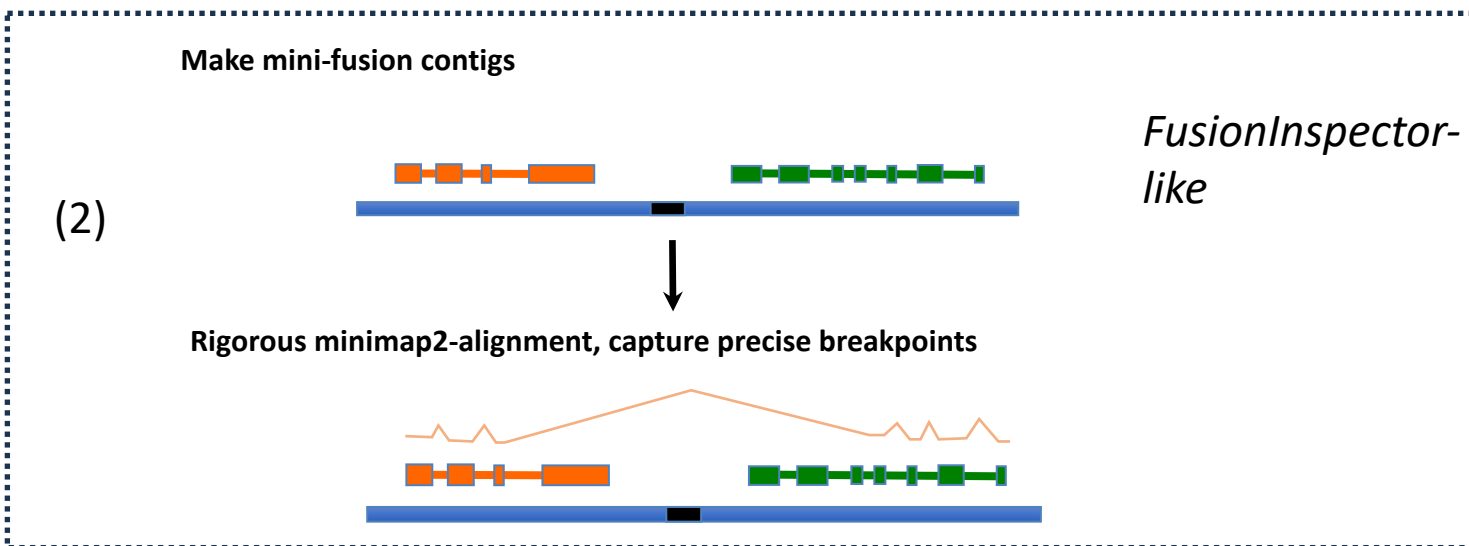 Make mini-fusion contigs
FusionInspector-
like
(2)
Rigorous minimap2-alignment, capture precise breakpoints